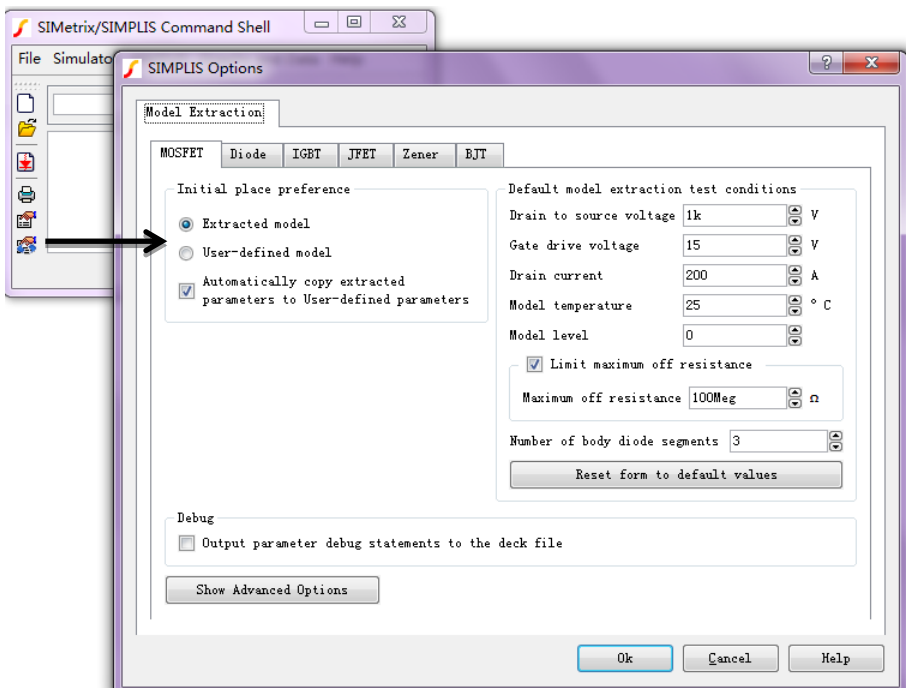 SIMetrix/SIMPLIS Command Shell
File Simulato
SIMPLIS Options
Model Extraction
MOSFET Diode IGBT JFET Zener BJT
Initial place preference
Extracted model
User-defined model
Automatically copy extracted
parameters to User-defined parameters
Default model extraction test conditions
Drain to source voltage 1k V
Gate drive voltage 15 V
Drain current 200 A
Model temperature 25 ° C
Model level 0
Limit maximum off resistance
Maximum off resistance 100Meg Ω
Number of body diode segments 3
Reset form to default values
Debug
Output parameter debug statements to the deck file
Show Advanced Options
Ok Cancel Help